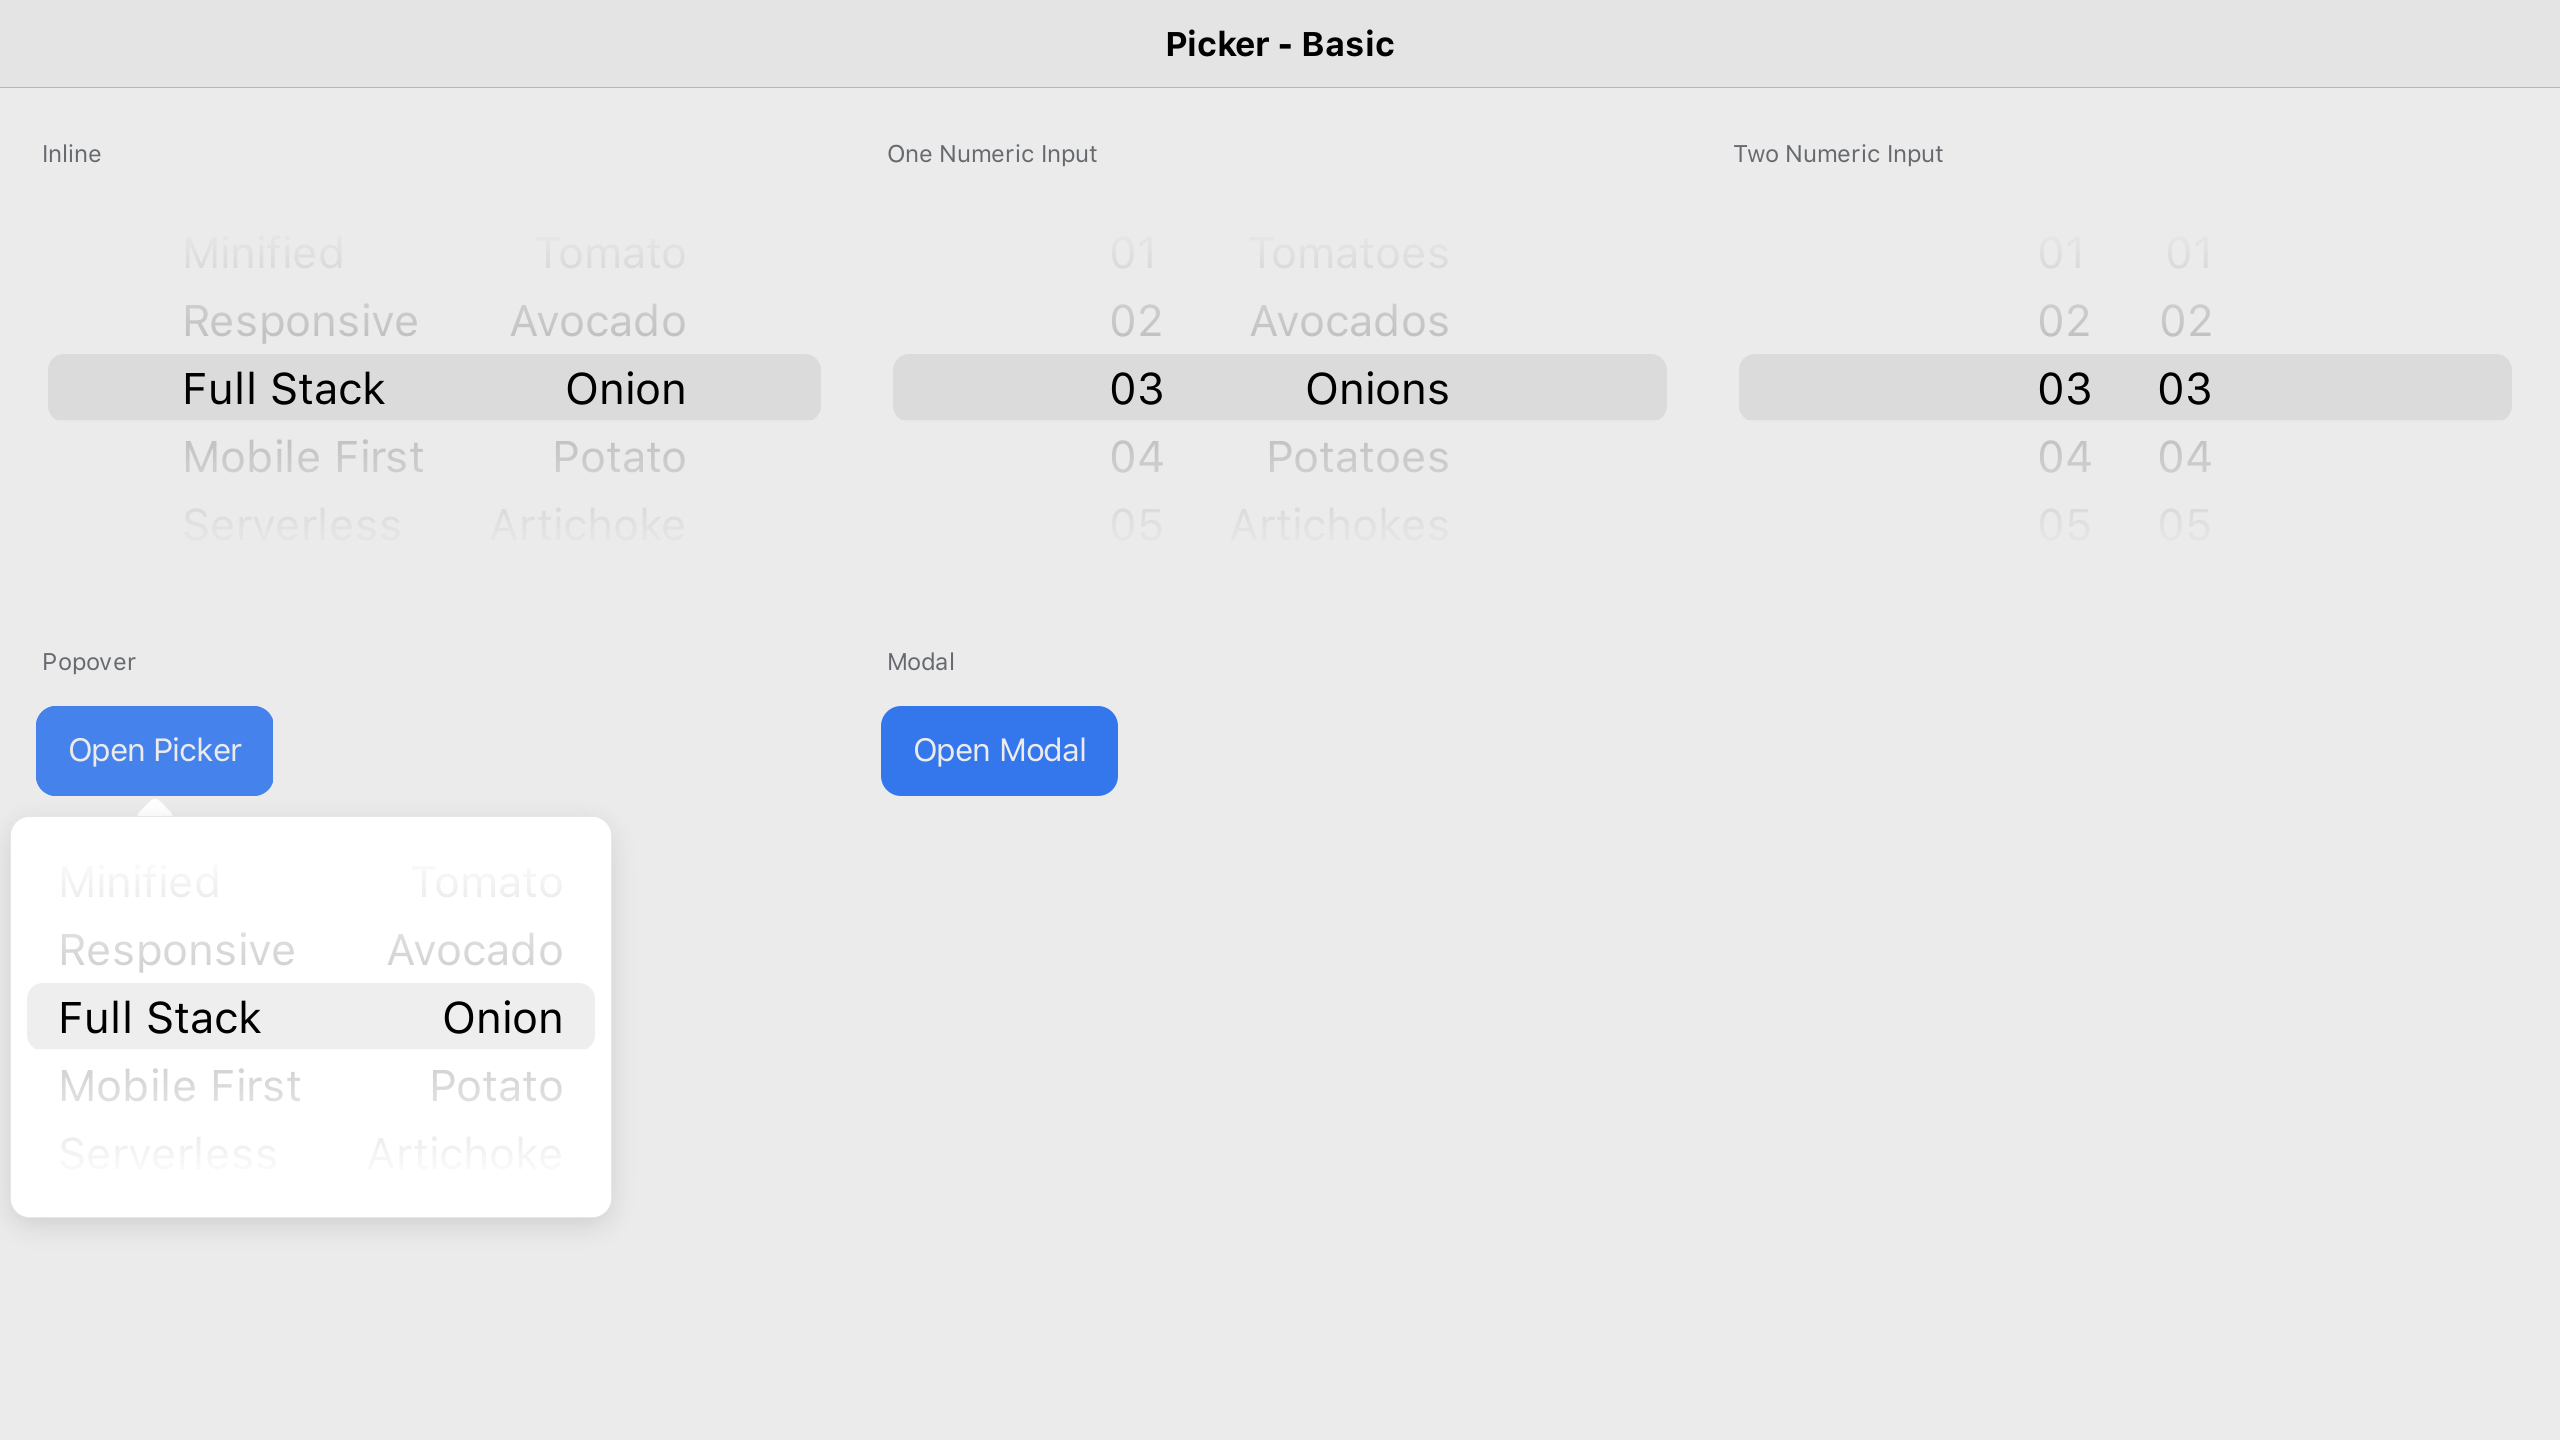 Picker - Basic
Inline
One Numeric Input
Two Numeric Input
Minified Tomato
Responsive Avocado
Full Stack Onion
Mobile First Potato
Serverless Artichoke
01 Tomatoes
02 Avocados
03 Onions
04 Potatoes
05 Artichokes
01 01
02 02
03 03
04 04
05 05
Popover
Modal
Open Picker
Open Modal
Minified Tomato
Responsive Avocado
Full Stack Onion
Mobile First Potato
Serverless Artichoke